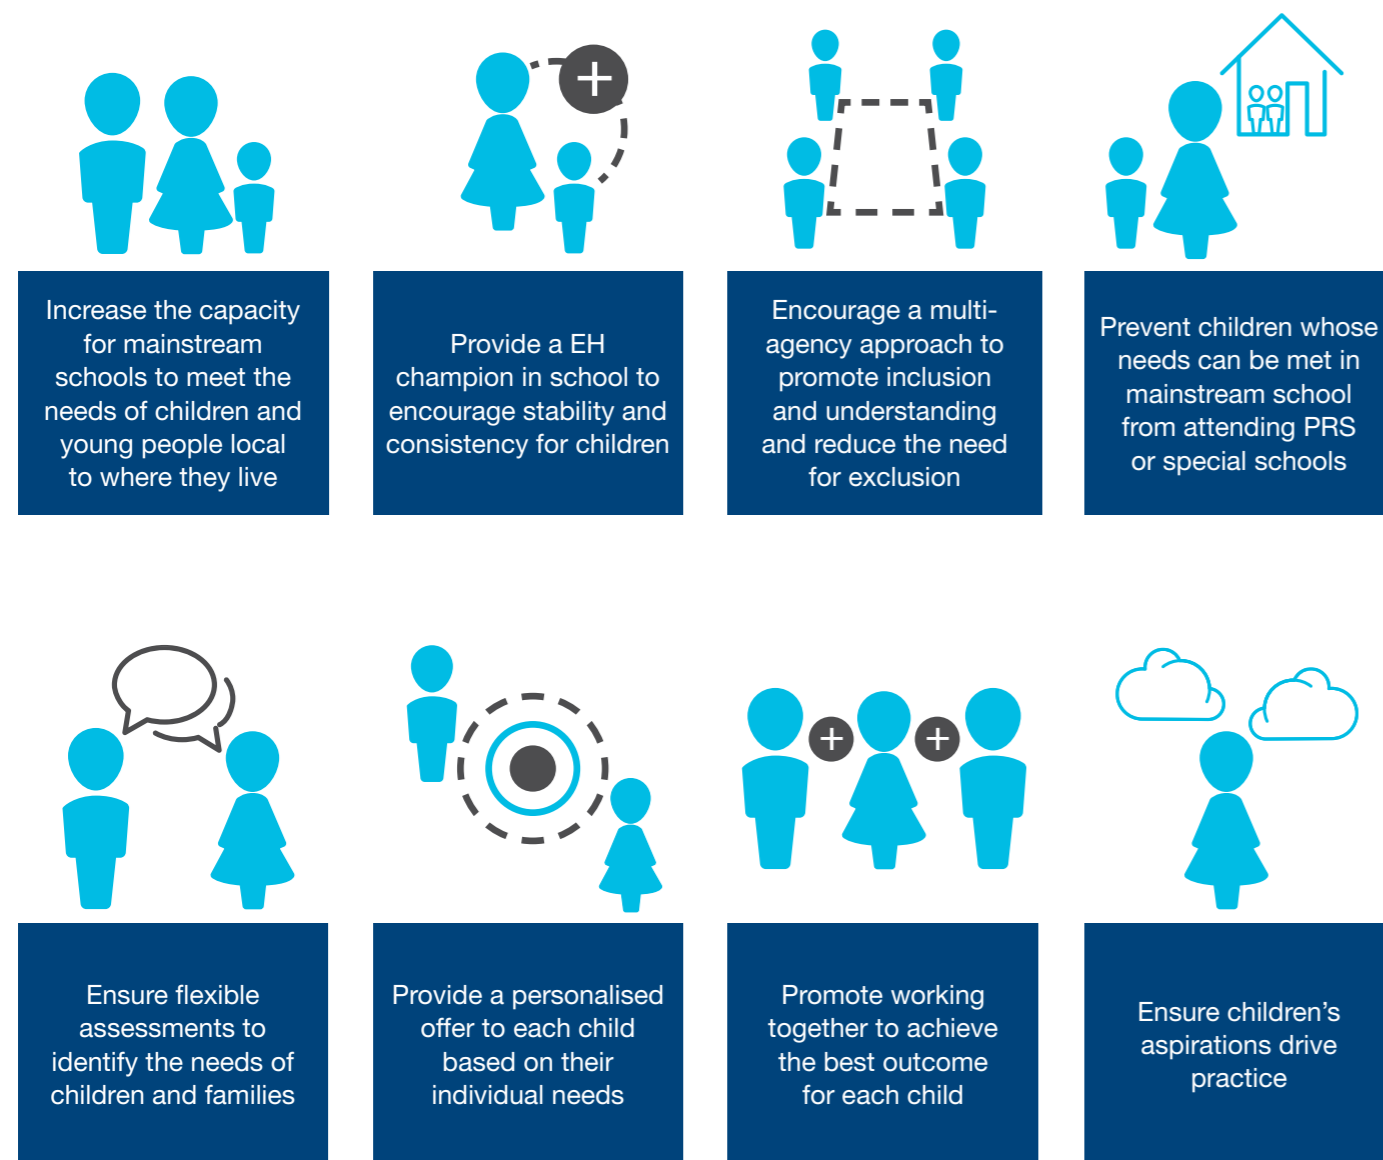 Increase the capacity
for mainstream
schools to meet the
needs of children and
young people local
to where they live
Provide a EH
champion in school to
encourage stability and
consistency for children
Encourage a multi-
agency approach to
promote inclusion
and understanding
and reduce the need
for exclusion
Prevent children whose
needs can be met in
mainstream school
from attending PRS
or special schools
Ensure flexible
assessments to
identify the needs of
children and families
Provide a personalised
offer to each child
based on their
individual needs
Promote working
together to achieve
the best outcome
for each child
Ensure children’s
aspirations drive
practice